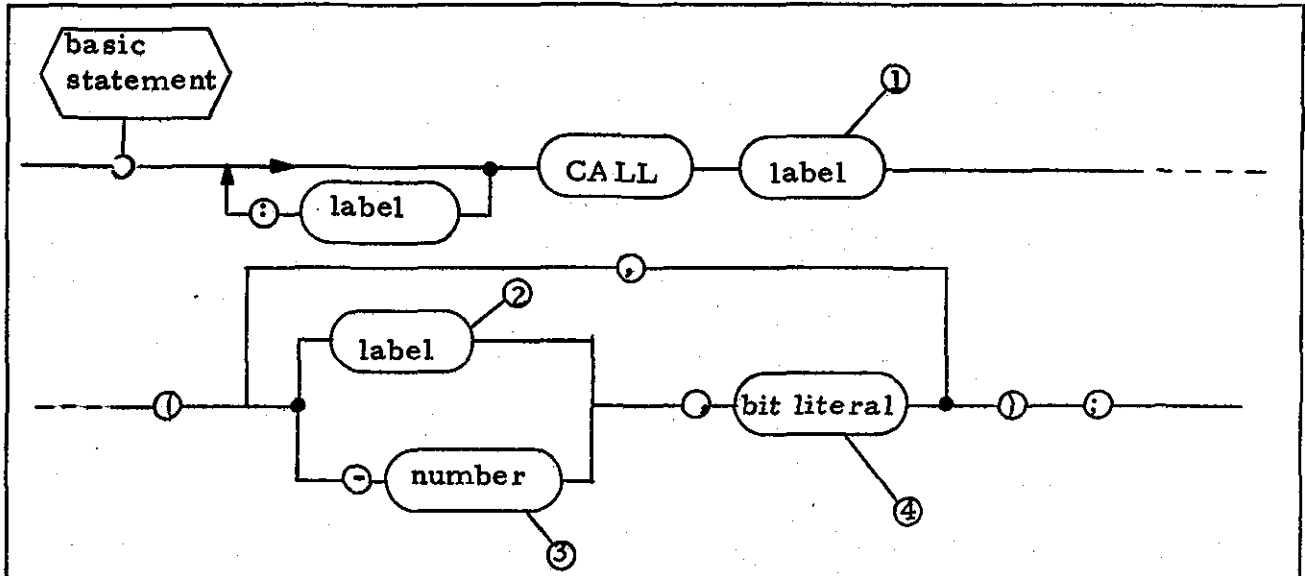 basic
statement
①
: label
CALL
label
,
②
label
( , bit literal ) ;
- number
④
③